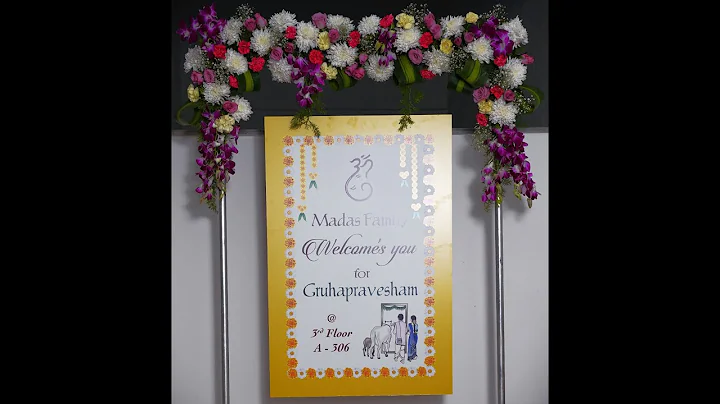 Madas Family
Welcome's you
for
Gruhapravesham
@
3rd Floor
A - 306